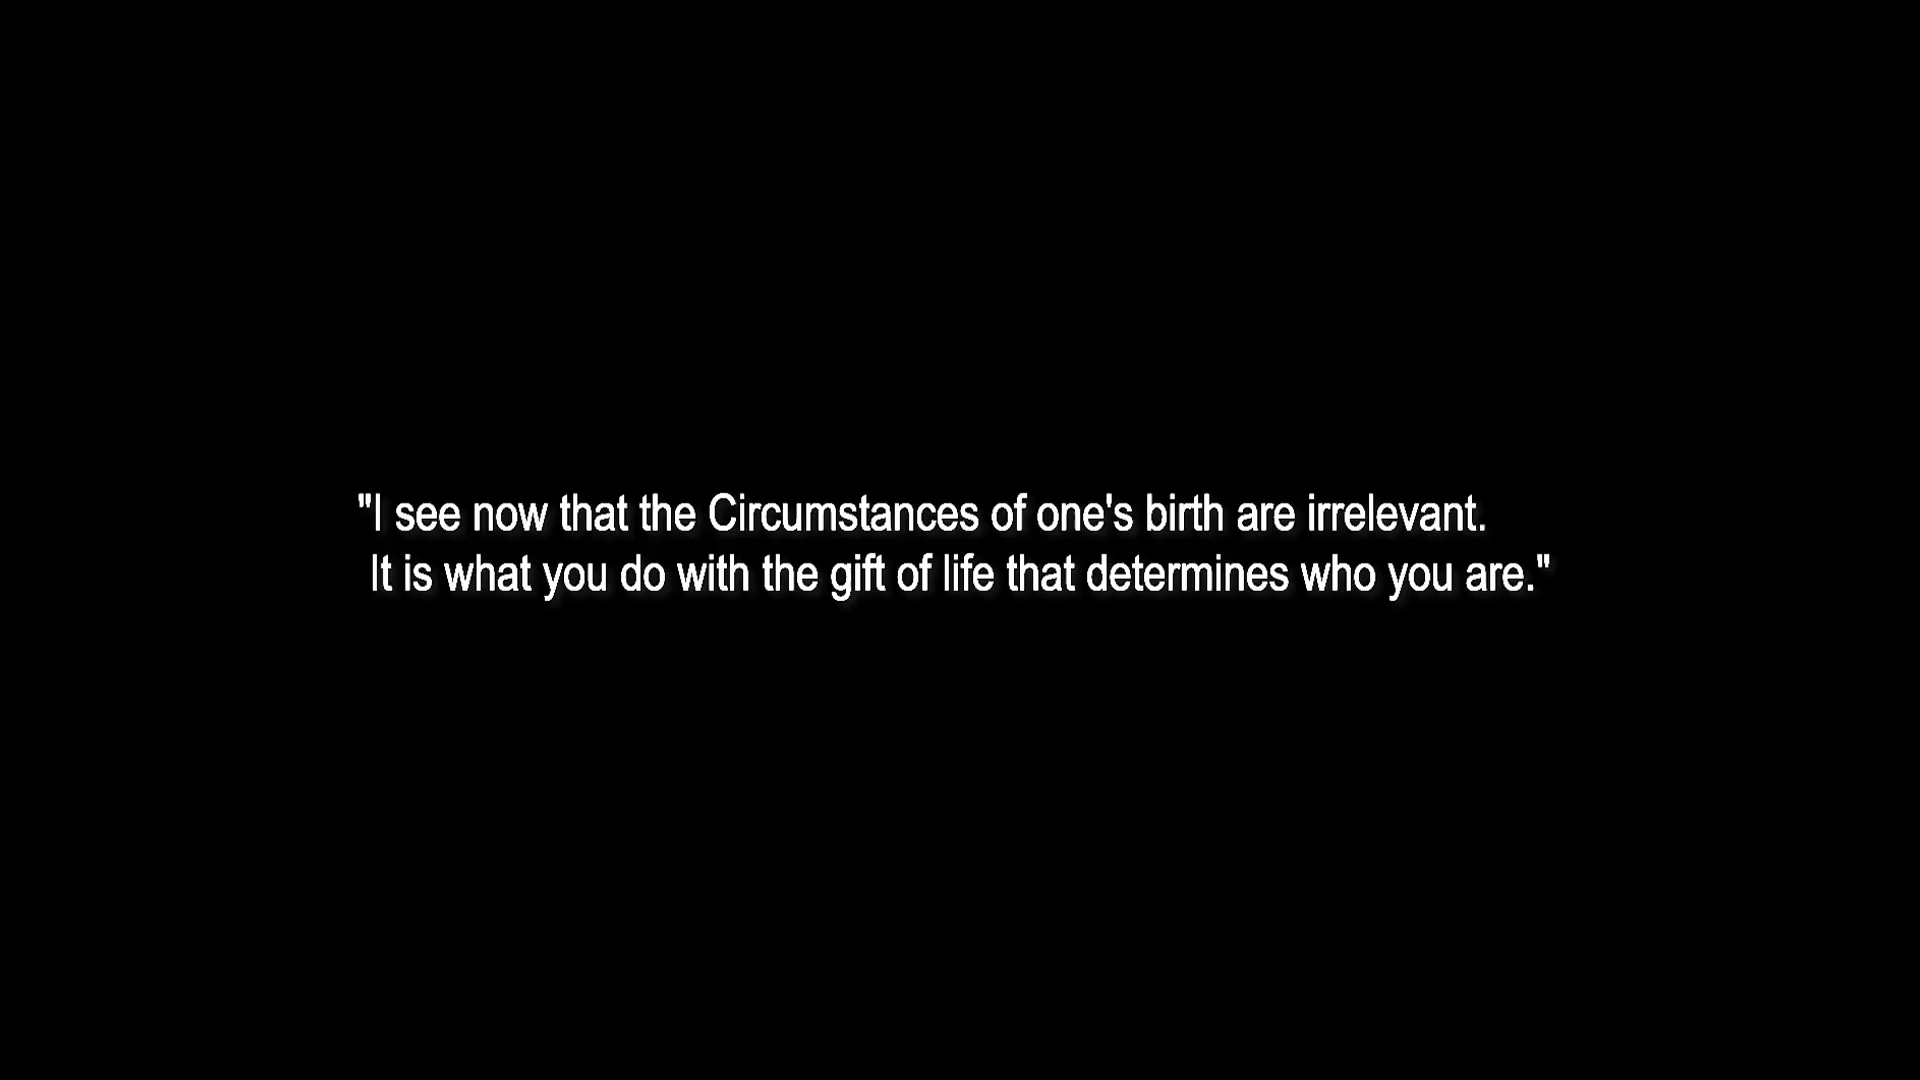 "I see now that the Circumstances of one's birth are irrelevant.
It is what you do with the gift of life that determines who you are."